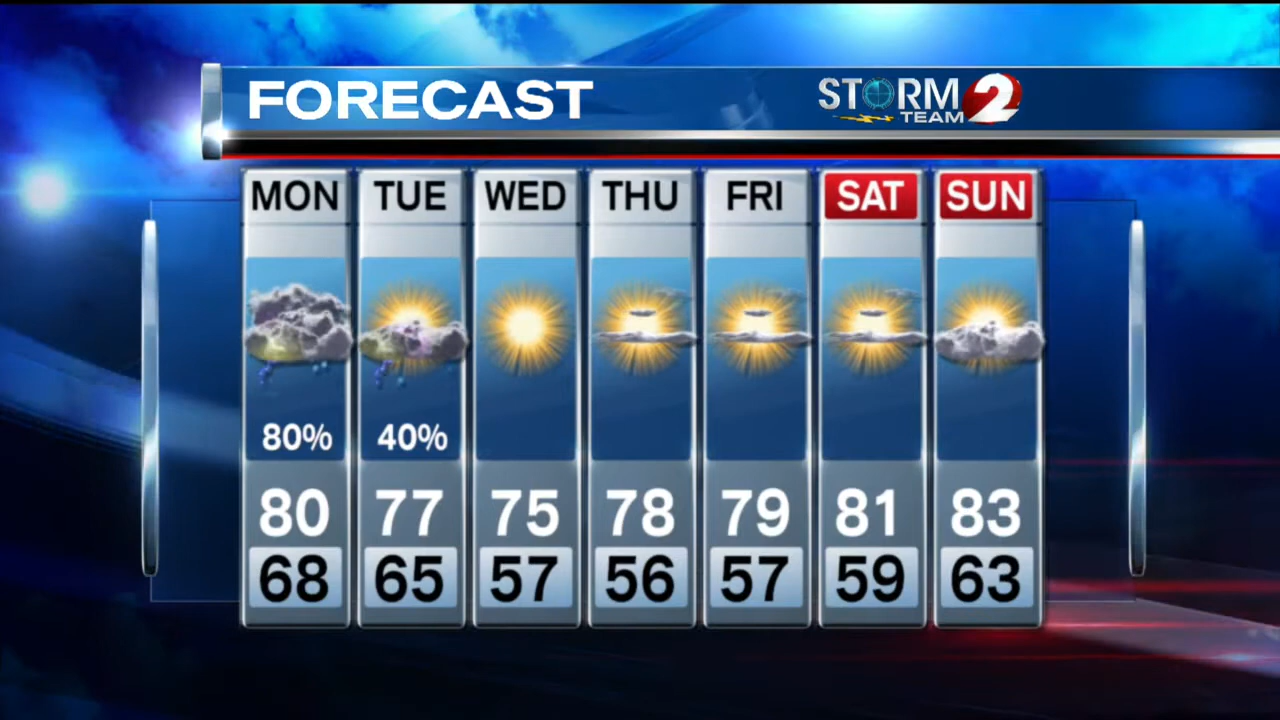 FORECAST
STORM TEAM 2
MON TUE WED THU FRI SAT SUN
80% 40%
80 77 75 78 79 81 83
68 65 57 56 57 59 63